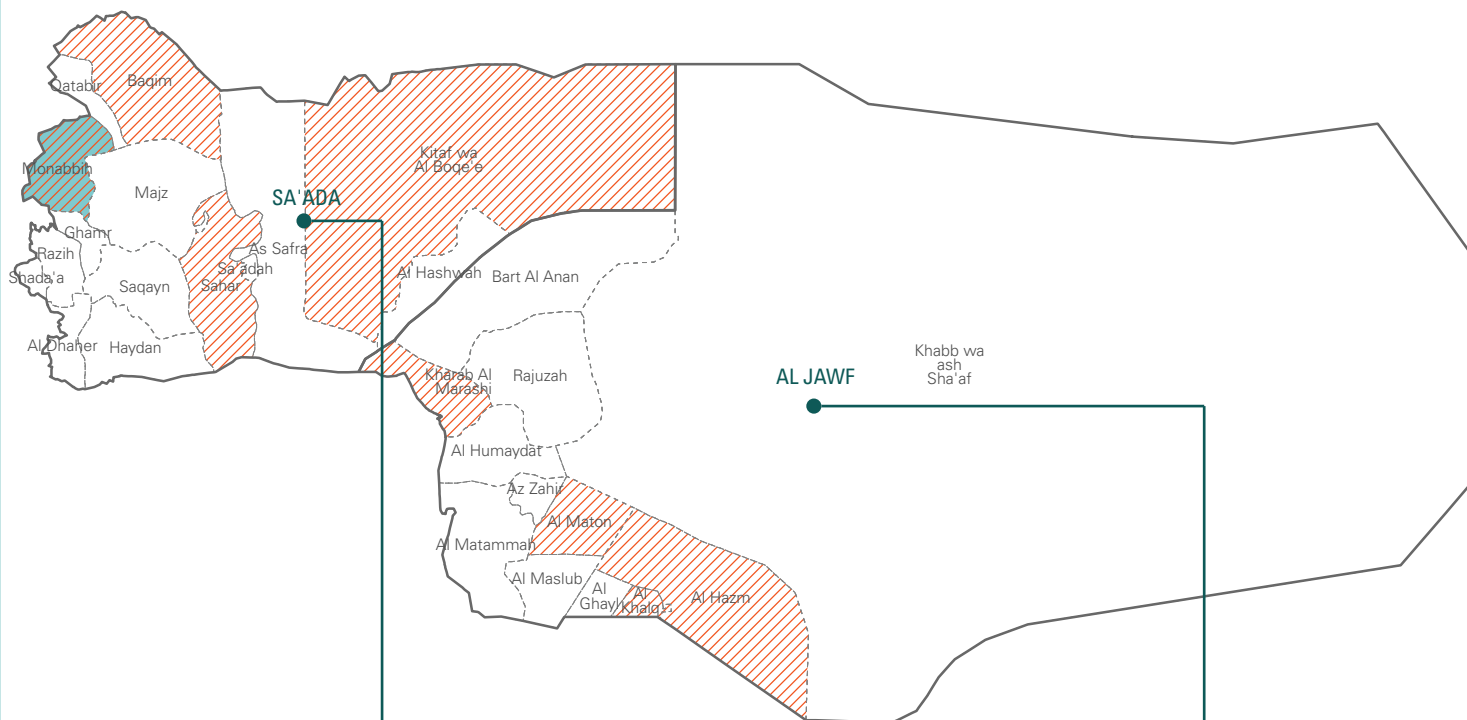 Qatabir
Baqim
Kitaf wa
Al Boqe'e
Monabbih
Majz
SA'ADA
Ghamr
As Safra
Razih
Sa'adah
Shada'a
Saqayn
Sahar
Al Hashwah
Bart Al Anan
Al Dhaher
Haydan
Kharab Al
Marashi
Rajuzah
AL JAWF
Khabb wa
ash
Sha'af
Al Humaydat
Az Zahir
Al Maton
Al Matammah
Al Maslub
Al
Ghayl
Al
Khalq
Al Hazm